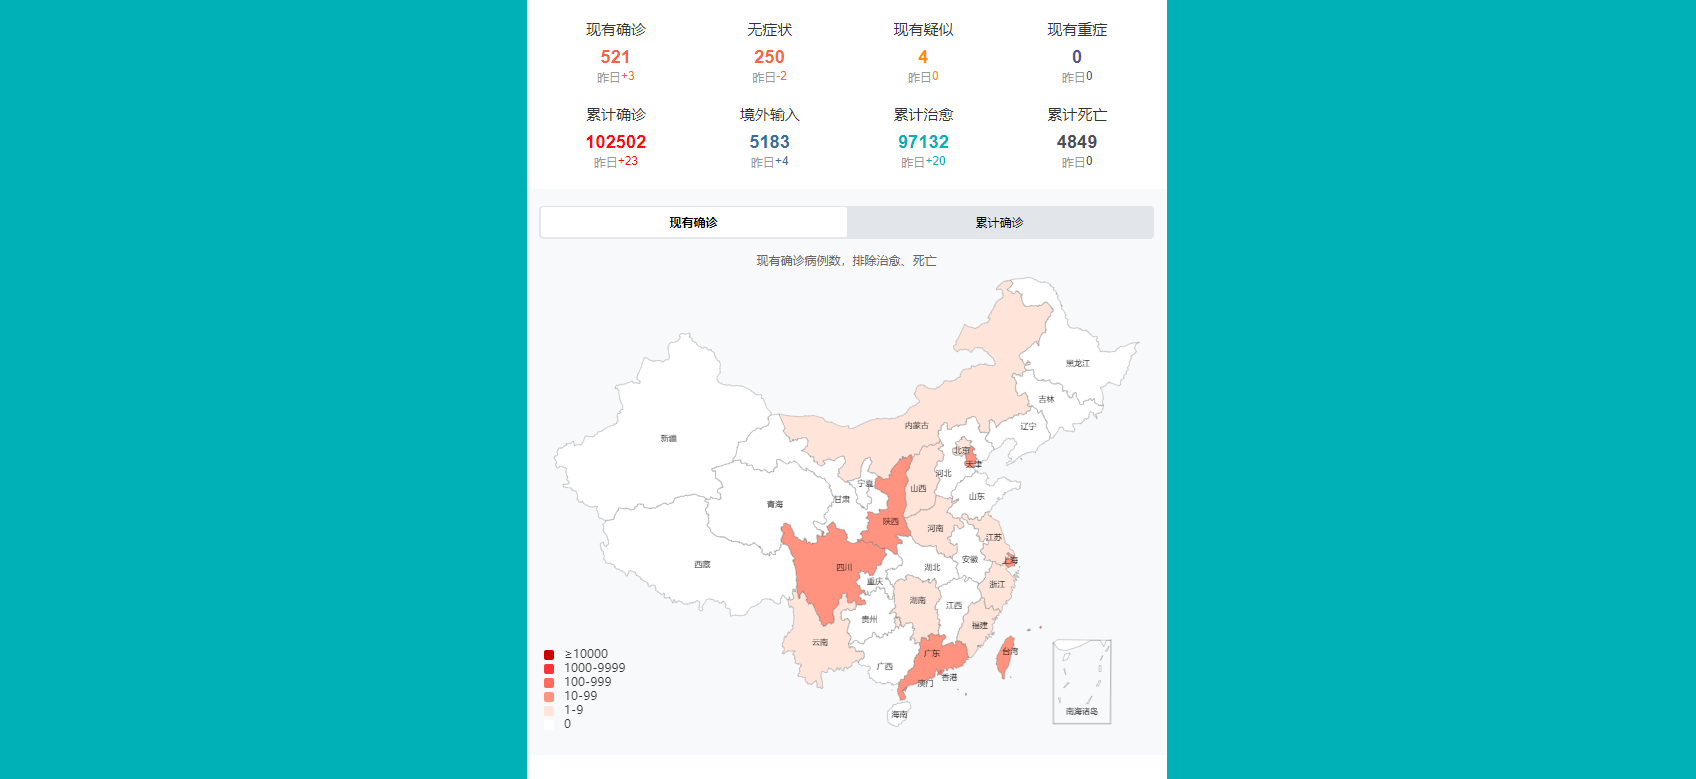 现有确诊 无症状 现有疑似 现有重症
521 250 4 0
昨日+3 昨日-2 昨日0 昨日0
累计确诊 境外输入 累计治愈 累计死亡
102502 5183 97132 4849
昨日+23 昨日+4 昨日+20 昨日0
现有确诊 累计确诊
现有确诊病例数，排除治愈、死亡
黑龙江
吉林
内蒙古
辽宁
新疆
北京
天津
河北
宁夏
山西
甘肃
山东
青海
陕西
河南
江苏
上海
安徽
西藏
四川
湖北
重庆
浙江
湖南
江西
贵州
福建
云南
广东
台湾
广西
香港
澳门
海南
南海诸岛
≥10000
1000-9999
100-999
10-99
1-9
0